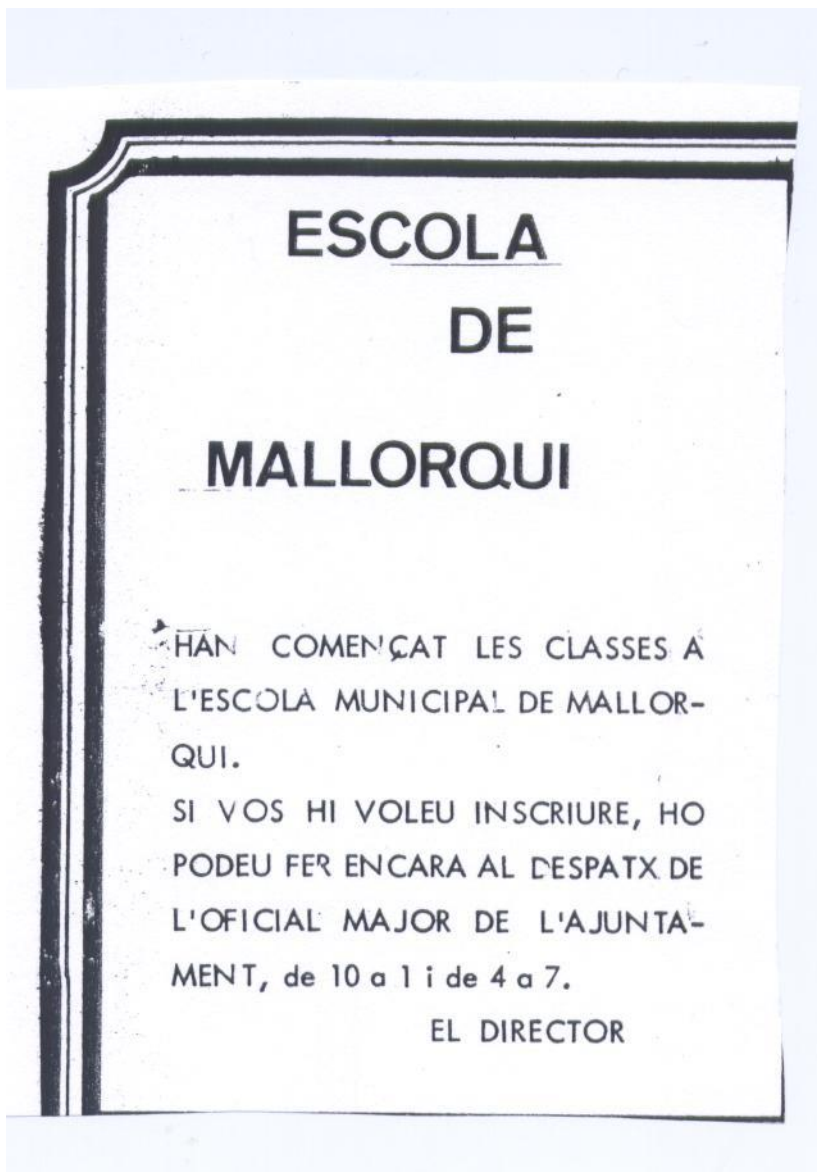 ESCOLA
DE
MALLORQUI
HAN COMENÇAT LES CLASSES A
L'ESCOLA MUNICIPAL DE MALLOR-
QUI.
SI VOS HI VOLEU INSCRIURE, HO
PODEU FER ENCARA AL DESPATX DE
L'OFICIAL MAJOR DE L'AJUNTA-
MENT, de 10 a 1 i de 4 a 7.
EL DIRECTOR